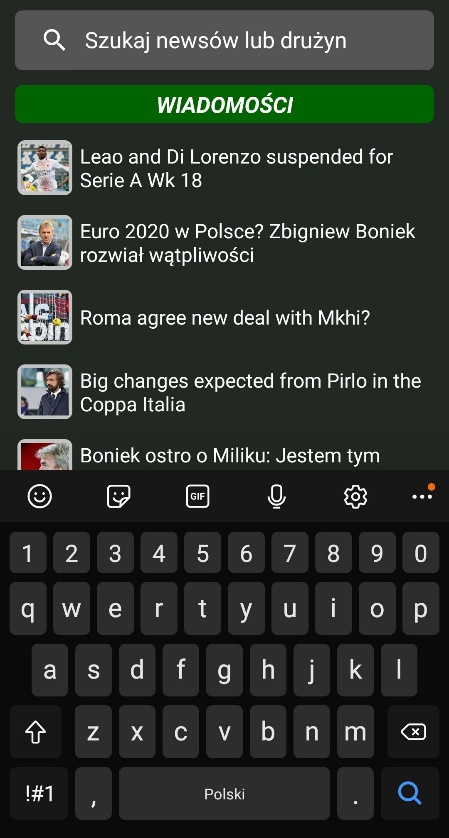 Szukaj newsów lub drużyn
WIADOMOŚCI
Leao and Di Lorenzo suspended for
Serie A Wk 18
Euro 2020 w Polsce? Zbigniew Boniek
rozwiał wątpliwości
Roma agree new deal with Mkhi?
Big changes expected from Pirlo in the
Coppa Italia
Boniek ostro o Miliku: Jestem tym
GIF
1 2 3 4 5 6 7 8 9 0
q w e r t y u i o p
a s d f g h j k l
z x c v b n m
!#1 , Polski .